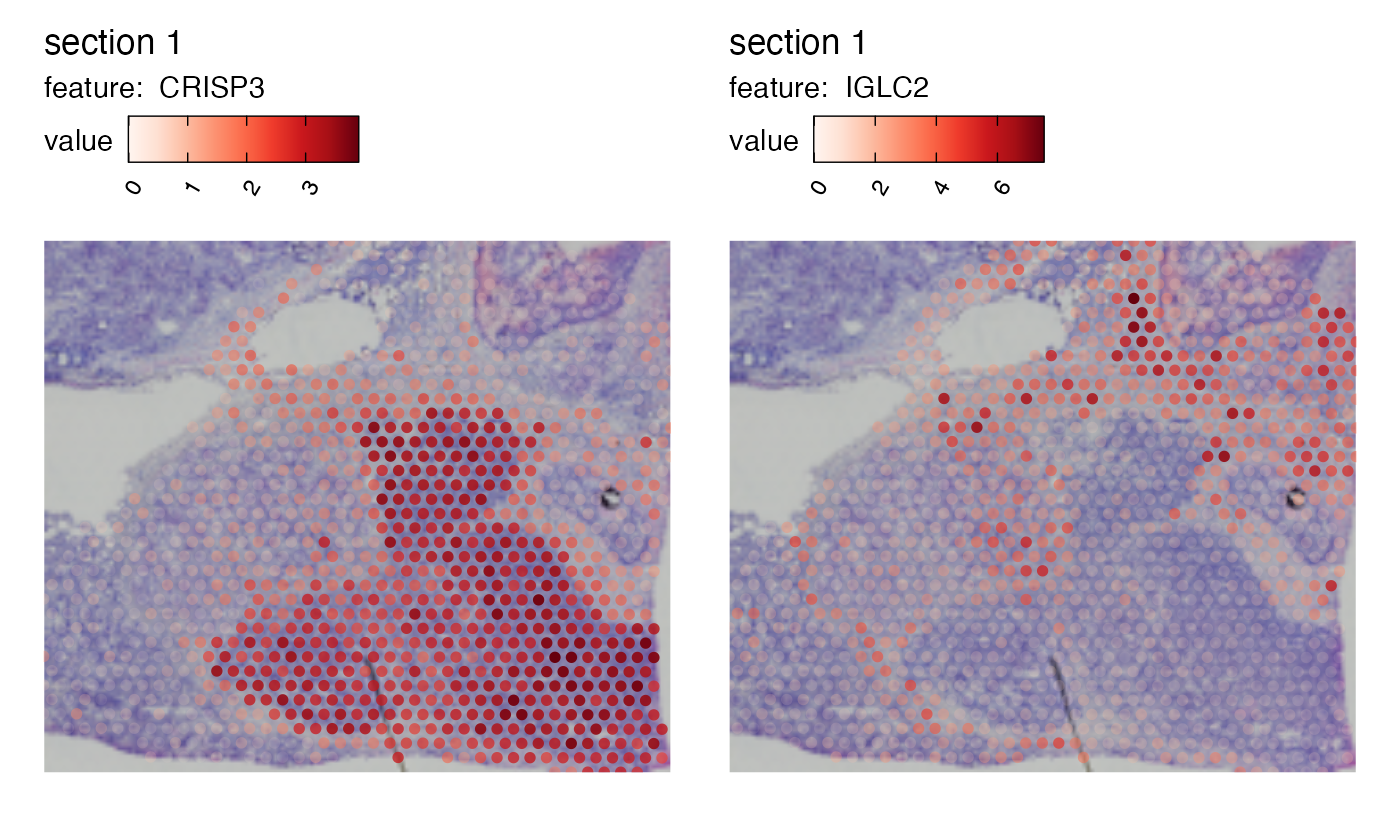 section 1
feature: CRISP3
value
0 1 2 3
section 1
feature: IGLC2
value
0 2 4 6